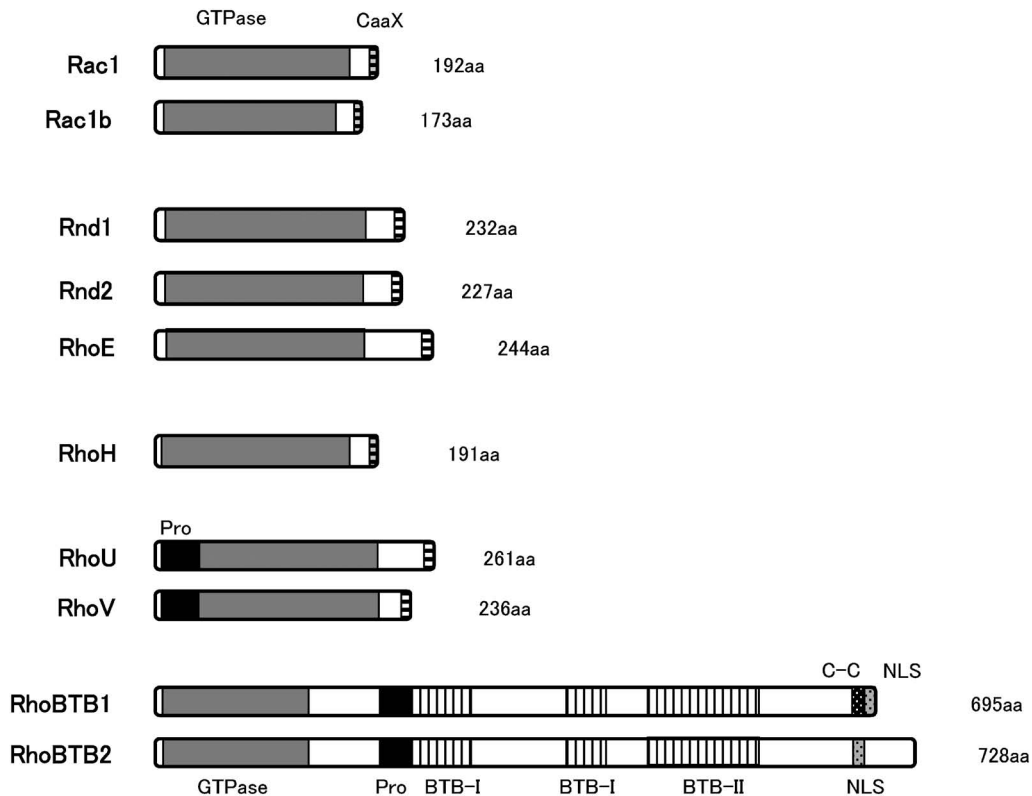 GTPase CaaX
Rac1 192aa
Rac1b 173aa
Rnd1 232aa
Rnd2 227aa
RhoE 244aa
RhoH 191aa
Pro
RhoU 261aa
RhoV 236aa
C-C NLS
RhoBTB1 695aa
RhoBTB2 728aa
GTPase Pro BTB-I BTB-I BTB-II NLS